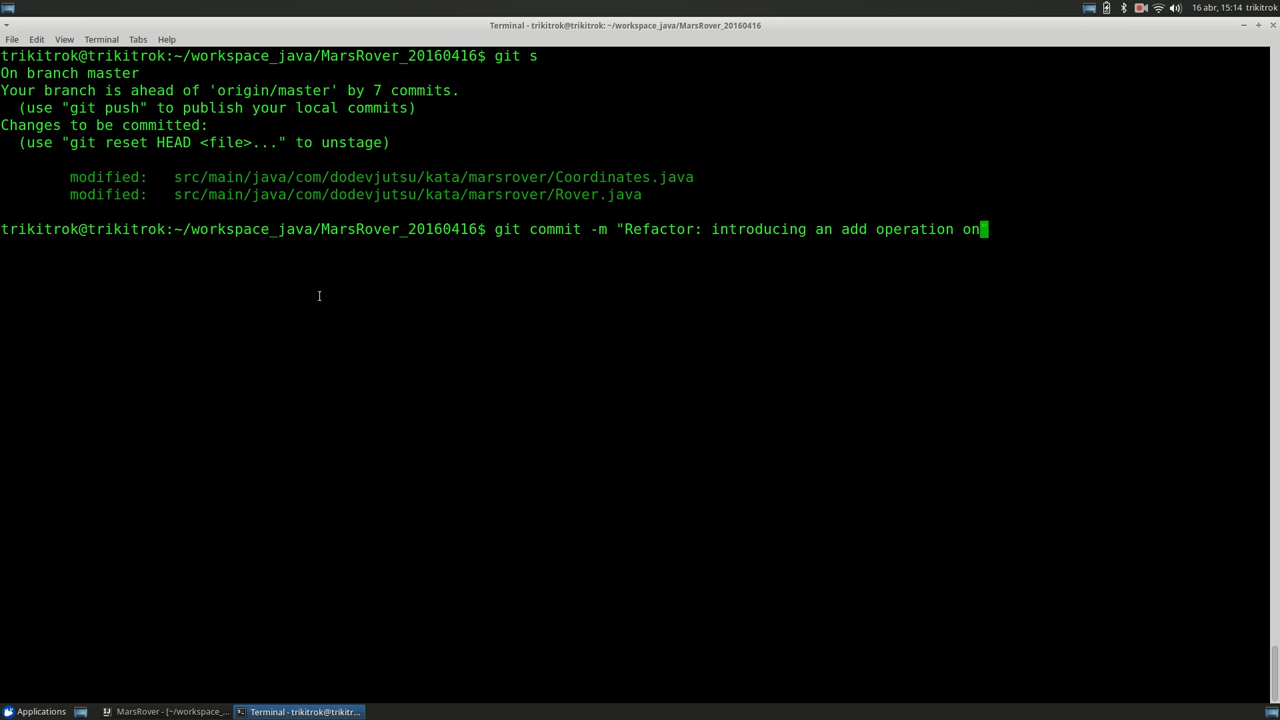 16 abr, 15:14 trikitrok
Terminal - trikitrok@trikitrok: ~/workspace_java/MarsRover_20160416
File Edit View Terminal Tabs Help
trikitrok@trikitrok:~/workspace_java/MarsRover_20160416$ git s
On branch master
Your branch is ahead of 'origin/master' by 7 commits.
(use "git push" to publish your local commits)
Changes to be committed:
(use "git reset HEAD <file>..." to unstage)
modified: src/main/java/com/dodevjutsu/kata/marsrover/Coordinates.java
modified: src/main/java/com/dodevjutsu/kata/marsrover/Rover.java
trikitrok@trikitrok:~/workspace_java/MarsRover_20160416$ git commit -m "Refactor: introducing an add operation on"
Applications MarsRover - [~/workspace_... Terminal - trikitrok@trikitr...